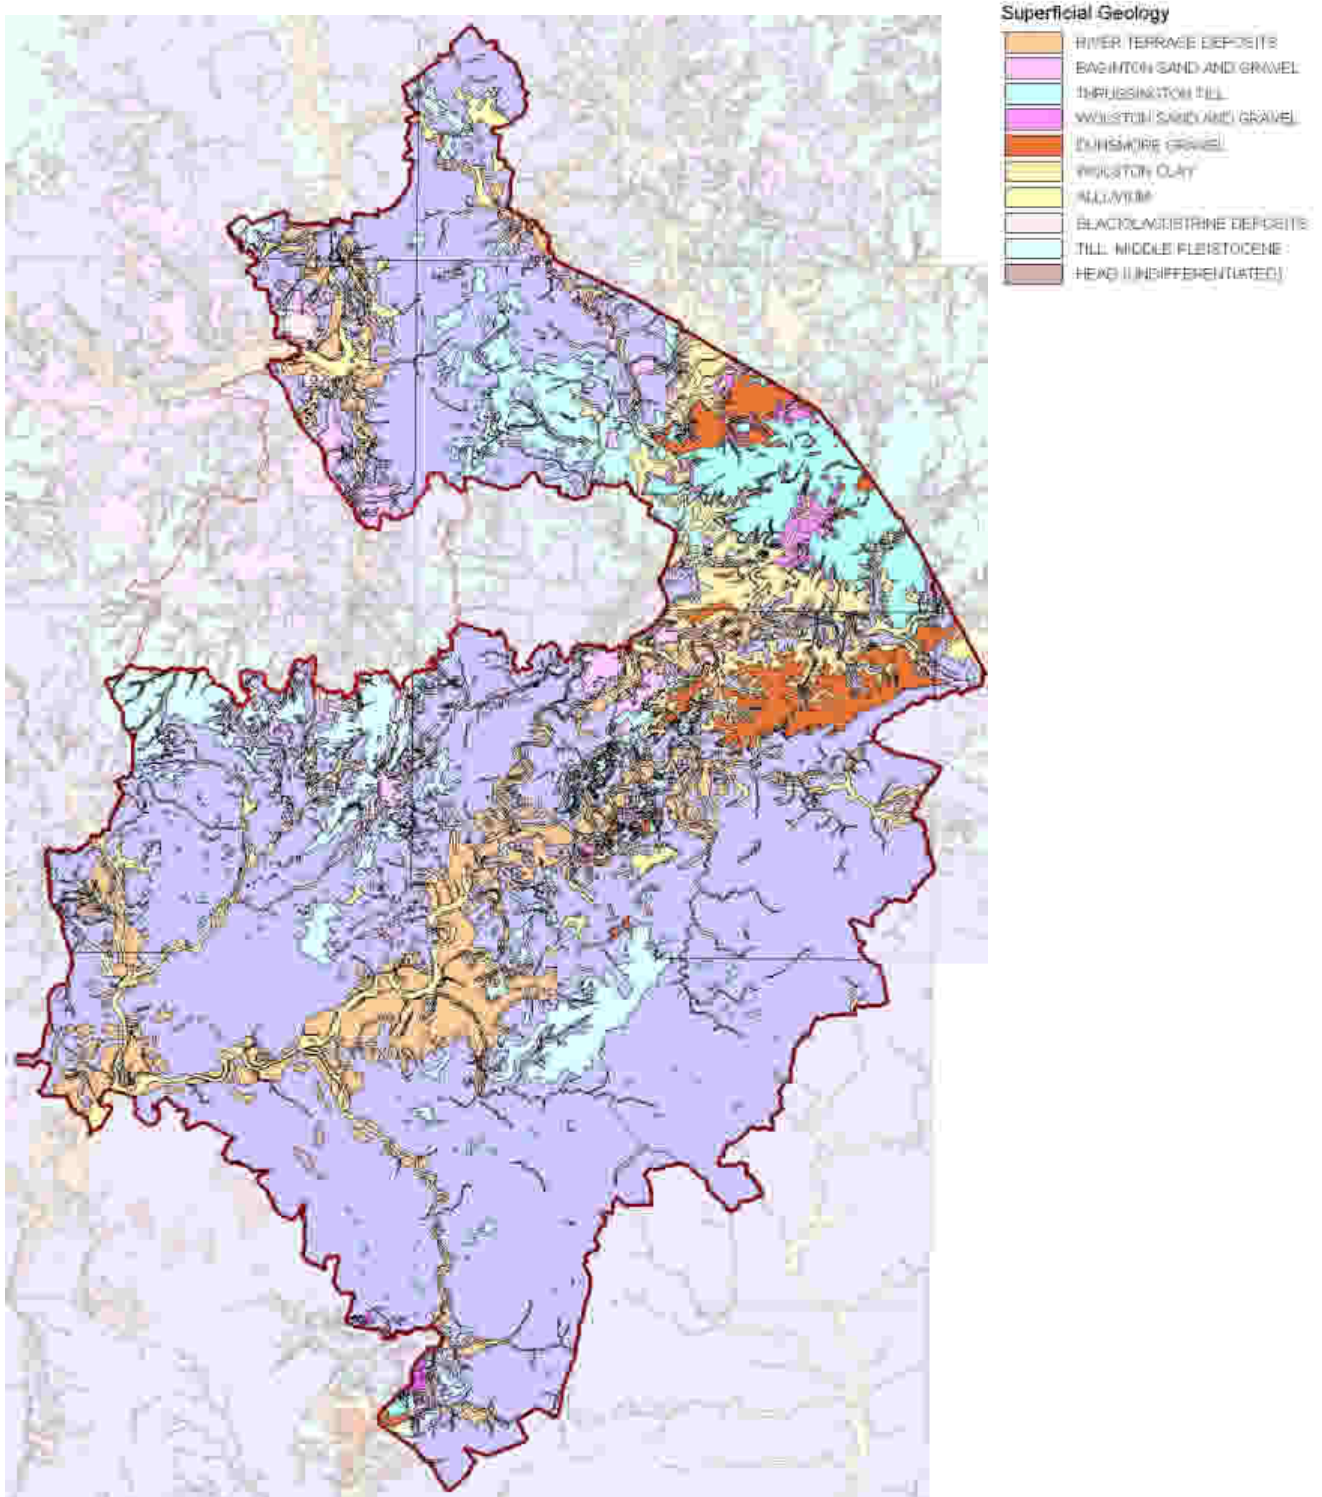 Superficial Geology
RIVER TERRACE DEPOSITS
BAGINTON SAND AND GRAVEL
THRUSSINGTON TILL
WOLSTON SAND AND GRAVEL
DUNSMORE GRAVEL
WOLSTON CLAY
ALLUVIUM
GLACIOLACUSTRINE DEPOSITS
TILL, MIDDLE PLEISTOCENE
HEAD (UNDIFFERENTIATED)